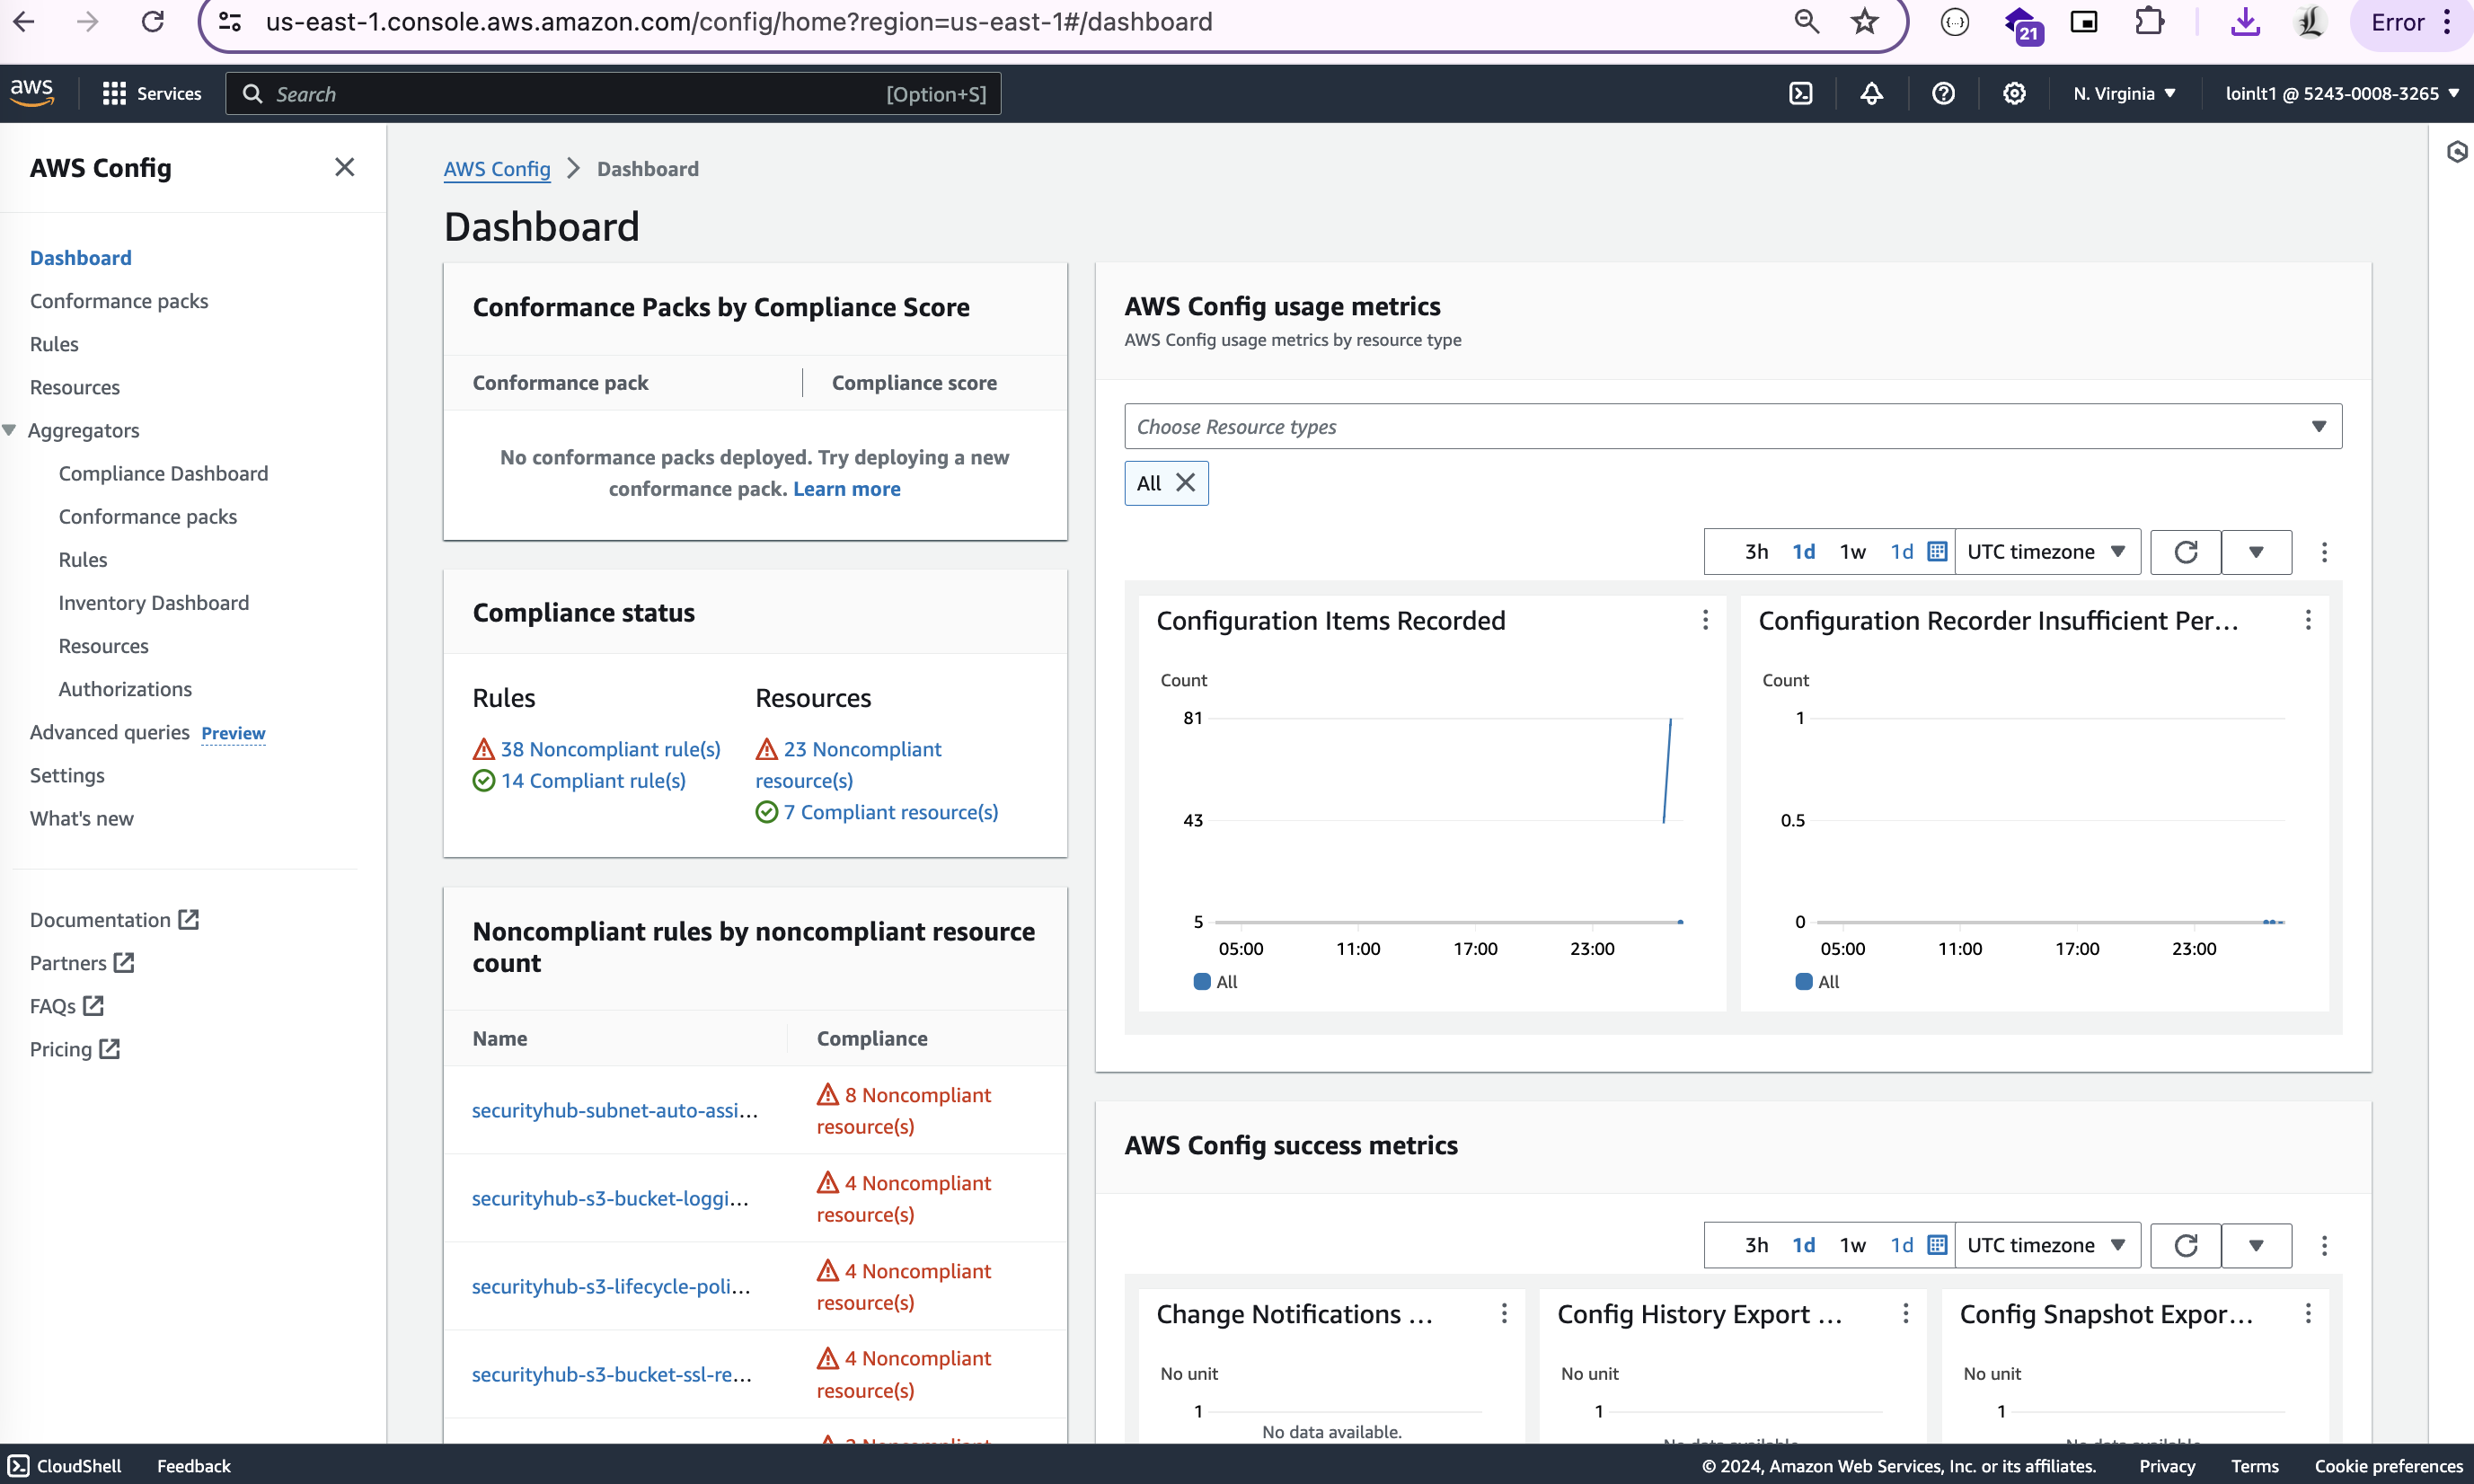 us-east-1.console.aws.amazon.com/config/home?region=us-east-1#/dashboard
21
Error
aws
Services
Search
[Option+S]
N. Virginia
loinlt1 @ 5243-0008-3265
AWS Config
Dashboard
Conformance packs
Rules
Resources
Aggregators
Compliance Dashboard
Conformance packs
Rules
Inventory Dashboard
Resources
Authorizations
Advanced queries Preview
Settings
What's new
Documentation
Partners
FAQs
Pricing
AWS Config > Dashboard
Dashboard
Conformance Packs by Compliance Score
Conformance pack
Compliance score
No conformance packs deployed. Try deploying a new
conformance pack. Learn more
Compliance status
Rules
38 Noncompliant rule(s)
14 Compliant rule(s)
Resources
23 Noncompliant
resource(s)
7 Compliant resource(s)
Noncompliant rules by noncompliant resource
count
Name
Compliance
securityhub-subnet-auto-assi...
8 Noncompliant
resource(s)
securityhub-s3-bucket-loggi...
4 Noncompliant
resource(s)
securityhub-s3-lifecycle-poli...
4 Noncompliant
resource(s)
securityhub-s3-bucket-ssl-re...
4 Noncompliant
resource(s)
AWS Config usage metrics
AWS Config usage metrics by resource type
Choose Resource types
All
3h 1d 1w 1d UTC timezone
Configuration Items Recorded
Count
81
43
5
05:00 11:00 17:00 23:00
All
Configuration Recorder Insufficient Per...
Count
1
0.5
0
05:00 11:00 17:00 23:00
All
AWS Config success metrics
3h 1d 1w 1d UTC timezone
Change Notifications ...
No unit
1
No data available.
Config History Export ...
No unit
1
Config Snapshot Expor...
No unit
1
CloudShell
Feedback
© 2024, Amazon Web Services, Inc. or its affiliates.
Privacy
Terms
Cookie preferences